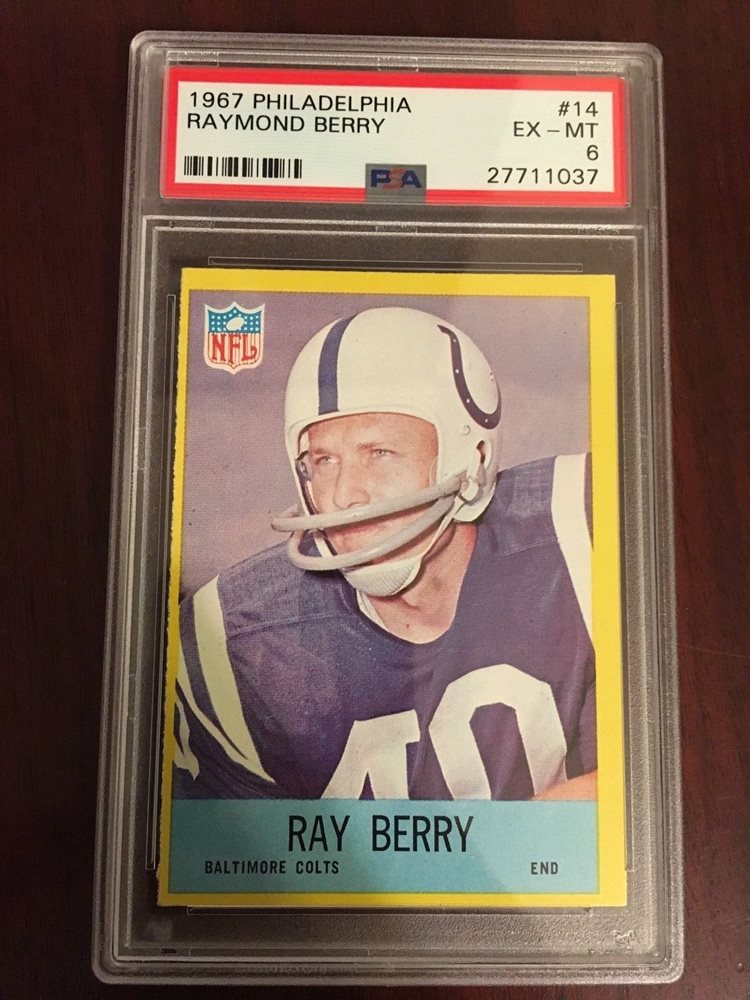 1967 PHILADELPHIA #14
RAYMOND BERRY EX - MT
6
PSA 27711037
NFL
40
RAY BERRY
BALTIMORE COLTS END